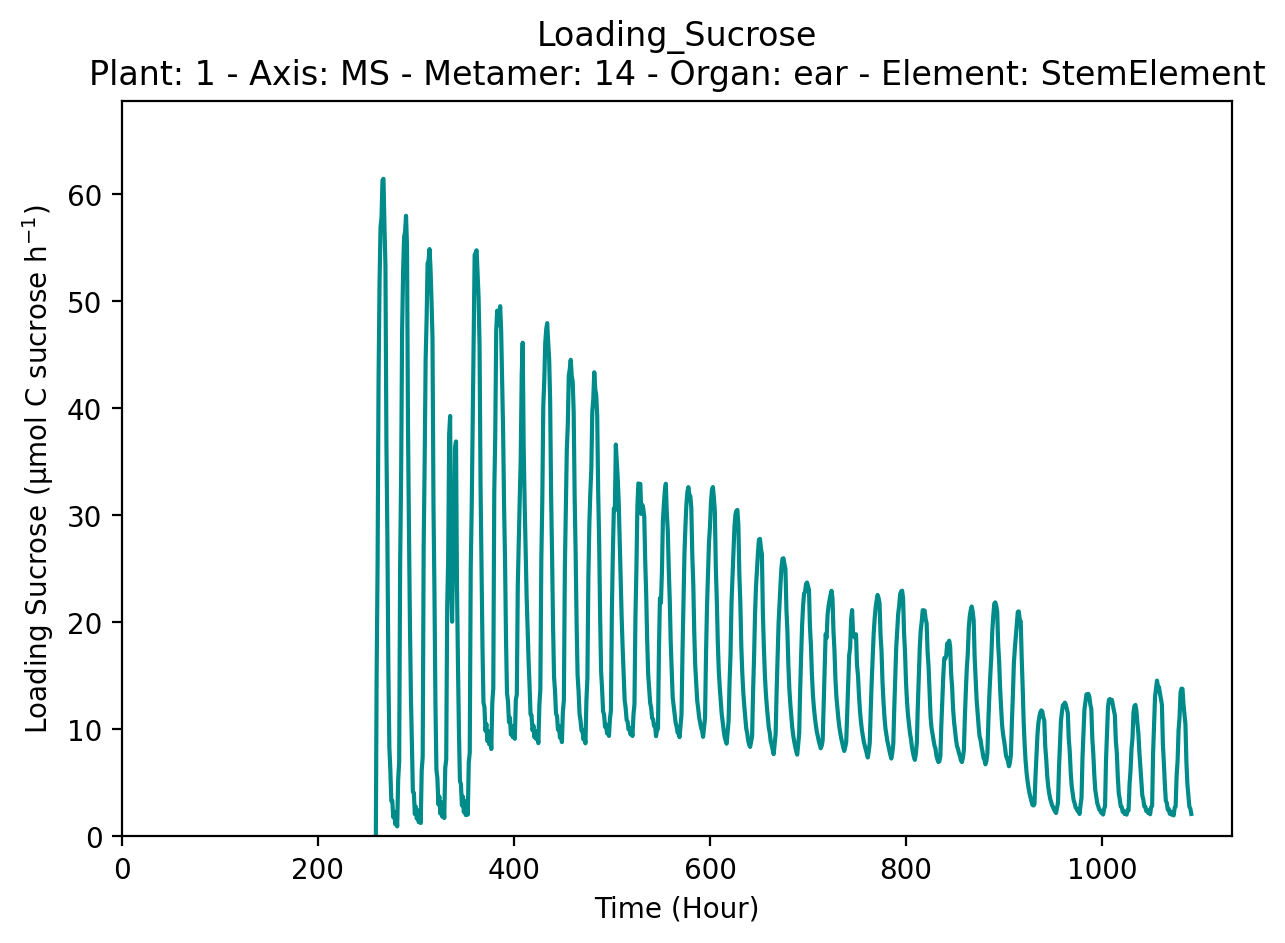 Loading_Sucrose
Plant: 1 - Axis: MS - Metamer: 14 - Organ: ear - Element: StemElement
Loading Sucrose (µmol C sucrose h⁻¹)
60
50
40
30
20
10
0
0 200 400 600 800 1000
Time (Hour)